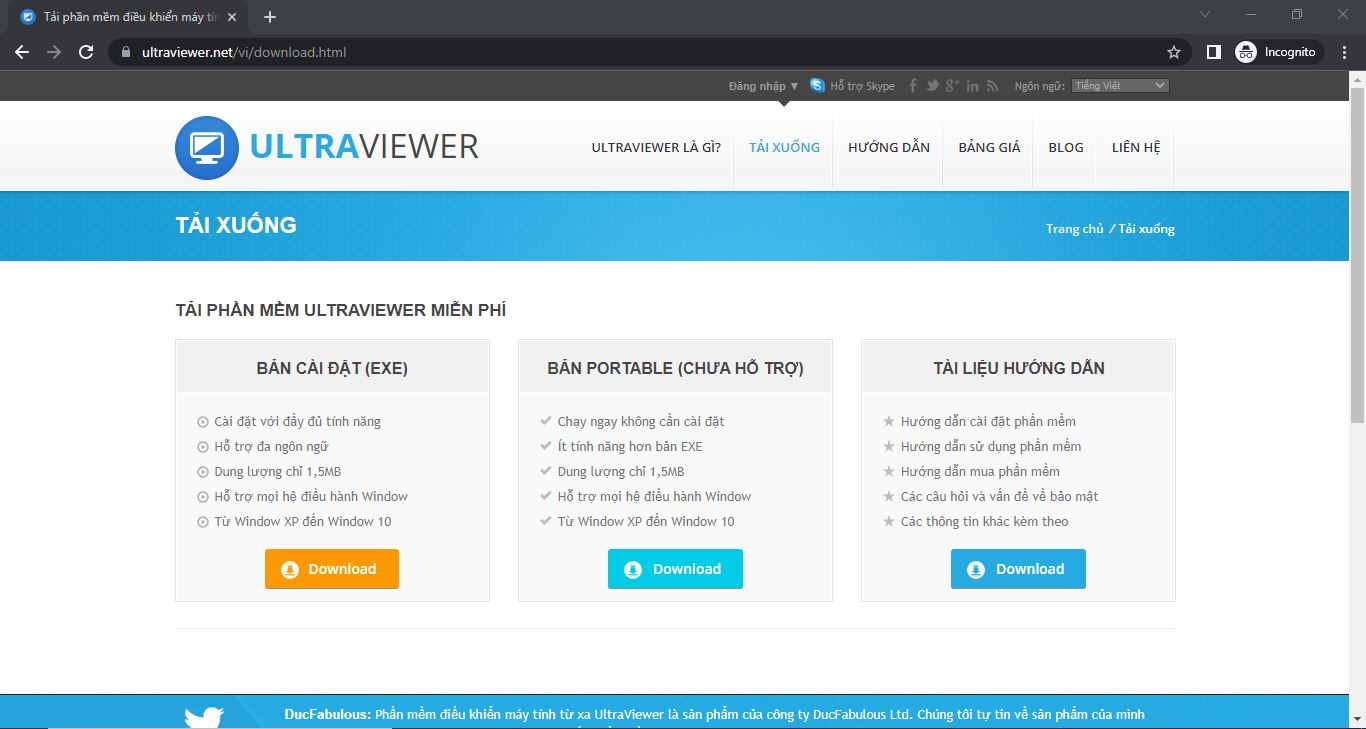 Tải phần mềm điều khiển máy tín
ultraviewer.net/vi/download.html
Incognito
Đăng nhập ▼ Hỗ trợ Skype Ngôn ngữ: Tiếng Việt
ULTRAVIEWER
ULTRAVIEWER LÀ GÌ? TẢI XUỐNG HƯỚNG DẪN BẢNG GIÁ BLOG LIÊN HỆ
TẢI XUỐNG
Trang chủ / Tải xuống
TẢI PHẦN MỀM ULTRAVIEWER MIỄN PHÍ
BẢN CÀI ĐẶT (EXE)
Cài đặt với đầy đủ tính năng
Hỗ trợ đa ngôn ngữ
Dung lượng chỉ 1,5MB
Hỗ trợ mọi hệ điều hành Window
Từ Window XP đến Window 10
Download
BẢN PORTABLE (CHƯA HỖ TRỢ)
Chạy ngay không cần cài đặt
Ít tính năng hơn bản EXE
Dung lượng chỉ 1,5MB
Hỗ trợ mọi hệ điều hành Window
Từ Window XP đến Window 10
Download
TÀI LIỆU HƯỚNG DẪN
Hướng dẫn cài đặt phần mềm
Hướng dẫn sử dụng phần mềm
Hướng dẫn mua phần mềm
Các câu hỏi và vấn đề về bảo mật
Các thông tin khác kèm theo
Download
DucFabulous: Phần mềm điều khiển máy tính từ xa UltraViewer là sản phẩm của công ty DucFabulous Ltd. Chúng tôi tự tin về sản phẩm của mình